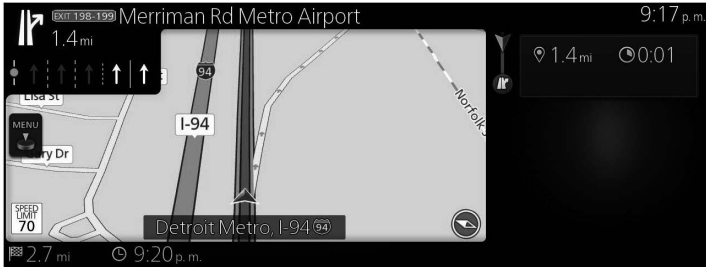 EXIT 198-199 Merriman Rd Metro Airport
9:17 p.m.
1.4 mi
1.4 mi 0:01
94
Lisa St
I-94
Norfolk S
MENU
ry Dr
SPEED LIMIT 70
Detroit Metro, I-94 94
2.7 mi 9:20 p.m.